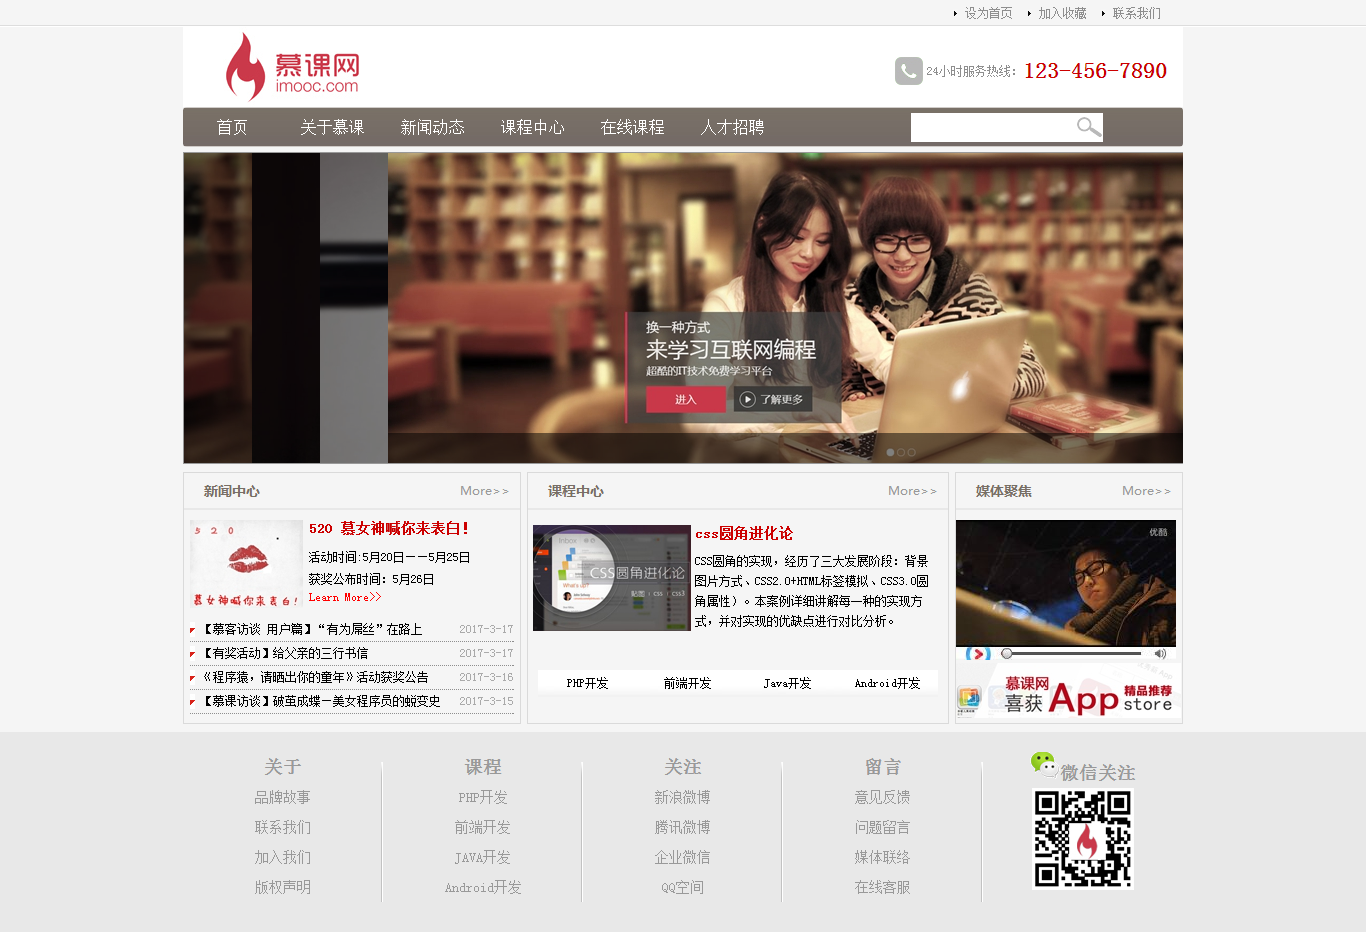 设为首页 加入收藏 联系我们
慕课网
imooc.com
24小时服务热线：123-456-7890
首页 关于慕课 新闻动态 课程中心 在线课程 人才招聘
换一种方式
来学习互联网编程
超酷的IT技术免费学习平台
进入 了解更多
新闻中心 More>>
5 2 0
慕女神喊你来表白！
520 慕女神喊你来表白！
活动时间:5月20日——5月25日
获奖公布时间：5月26日
Learn More>>
【慕客访谈 用户篇】“有为屌丝”在路上 2017-3-17
【有奖活动】给父亲的三行书信 2017-3-17
《程序猿，请晒出你的童年》活动获奖公告 2017-3-16
【慕课访谈】破茧成蝶—美女程序员的蜕变史 2017-3-15
课程中心 More>>
Inbox
What's up?
CSS圆角进化论
贴图 | css | css3
css圆角进化论
CSS圆角的实现，经历了三大发展阶段：背景
图片方式、CSS2.0+HTML标签模拟、CSS3.0圆
角属性）。本案例详细讲解每一种的实现方
式，并对实现的优缺点进行对比分析。
PHP开发 前端开发 Java开发 Android开发
媒体聚焦 More>>
优酷
慕课网
喜获 App 精品推荐
store
关于
品牌故事
联系我们
加入我们
版权声明
课程
PHP开发
前端开发
JAVA开发
Android开发
关注
新浪微博
腾讯微博
企业微信
QQ空间
留言
意见反馈
问题留言
媒体联络
在线客服
微信关注